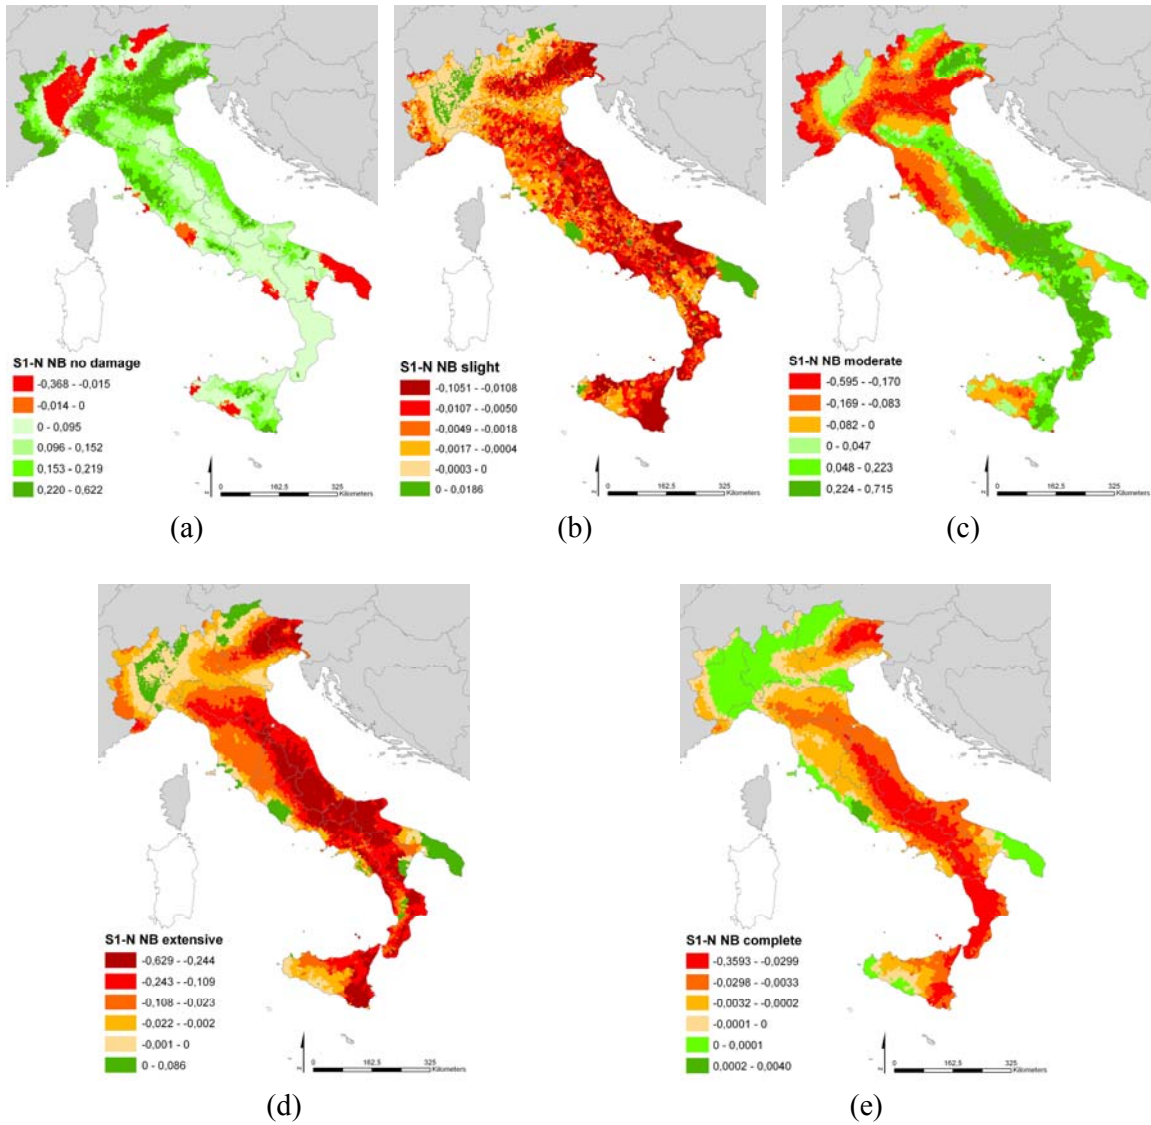 S1-N NB no damage
-0,368 - -0,015
-0,014 - 0
0 - 0,095
0,096 - 0,152
0,153 - 0,219
0,220 - 0,622
0 162,5 325
Kilometers
(a)
S1-N NB slight
-0,1051 - -0,0108
-0,0107 - -0,0050
-0,0049 - -0,0018
-0,0017 - -0,0004
-0,0003 - 0
0 - 0,0186
0 162,5 325
Kilometers
(b)
S1-N NB moderate
-0,595 - -0,170
-0,169 - -0,083
-0,082 - 0
0 - 0,047
0,048 - 0,223
0,224 - 0,715
0 162,5 325
Kilometers
(c)
S1-N NB extensive
-0,629 - -0,244
-0,243 - -0,109
-0,108 - -0,023
-0,022 - -0,002
-0,001 - 0
0 - 0,086
0 162,5 325
Kilometers
(d)
S1-N NB complete
-0,3593 - -0,0299
-0,0298 - -0,0033
-0,0032 - -0,0002
-0,0001 - 0
0 - 0,0001
0,0002 - 0,0040
0 162,5 325
Kilometers
(e)